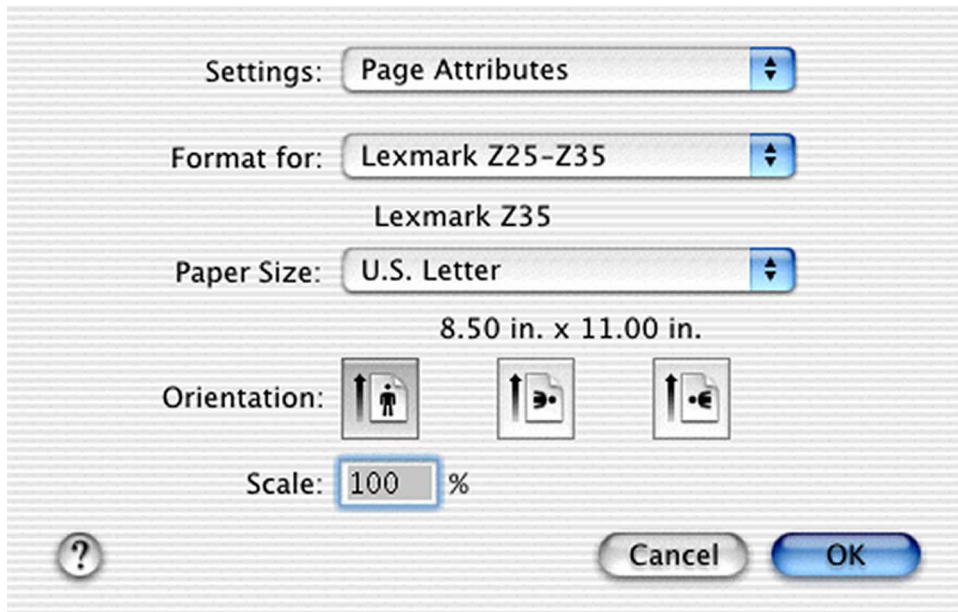 Settings: Page Attributes
Format for: Lexmark Z25-Z35
Lexmark Z35
Paper Size: U.S. Letter
8.50 in. x 11.00 in.
Orientation:
Scale: 100 %
? Cancel OK